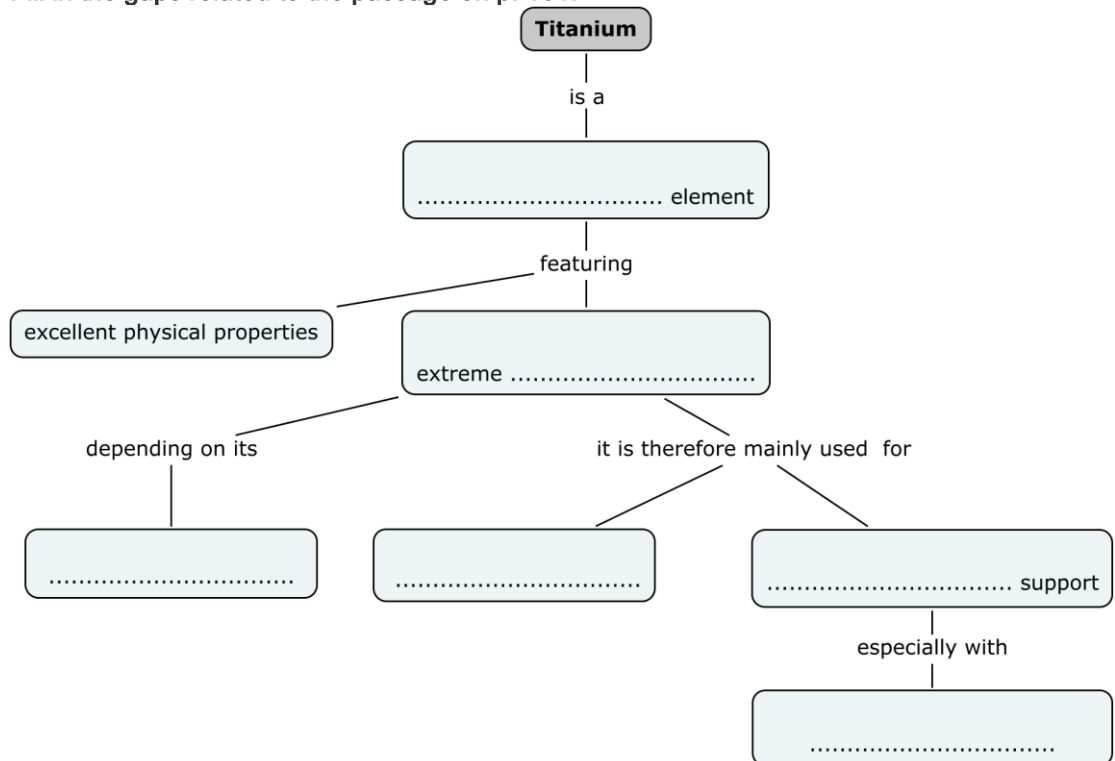 Titanium
is a
................................. element
featuring
excellent physical properties
extreme .................................
depending on its
it is therefore mainly used for
.................................
.................................
................................. support
especially with
.................................